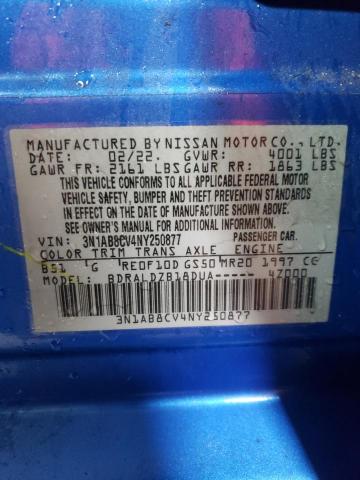 MANUFACTURED BY NISSAN MOTOR CO., LTD.
DATE: 02/22 GVWR: 4001 LBS
GAWR FR: 2161 LBS GAWR RR: 1863 LBS
THIS VEHICLE CONFORMS TO ALL APPLICABLE FEDERAL MOTOR
VEHICLE SAFETY, BUMPER AND THEFT PREVENTION STANDARDS
IN EFFECT ON THE DATE OF MANUFACTURE SHOWN ABOVE.
SEE OWNER'S MANUAL FOR ADDITIONAL INFORMATION.
VIN: 3N1AB8CV4NY250877 PASSENGER CAR.
COLOR TRIM TRANS AXLE ENGINE
B51 G RE0F10D GS50 MR20 1997 CC
MODEL: BDRALDZB18DUA----- 47000
3N1AB8CV4NY250877